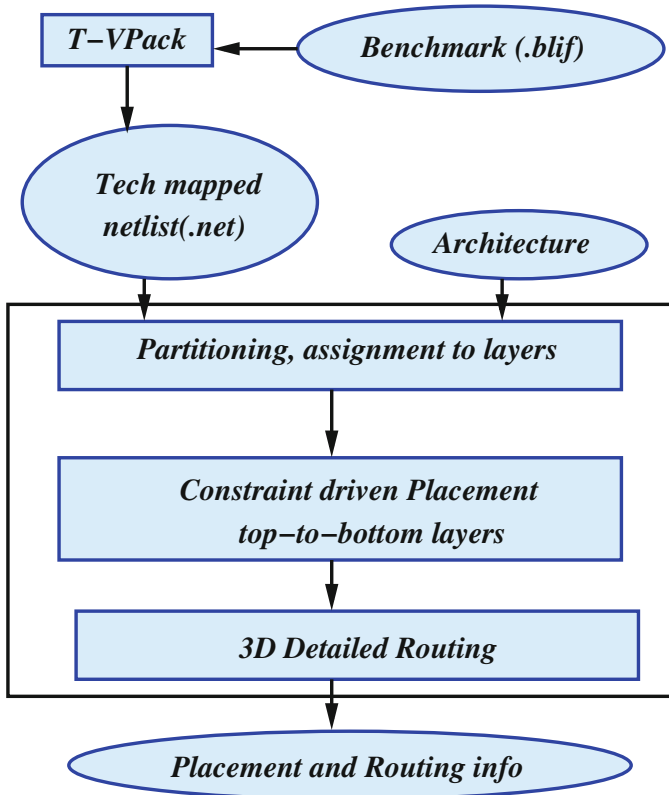 T−VPack
Benchmark (.blif)
Tech mapped
netlist(.net)
Architecture
Partitioning, assignment to layers
Constraint driven Placement
top−to−bottom layers
3D Detailed Routing
Placement and Routing info